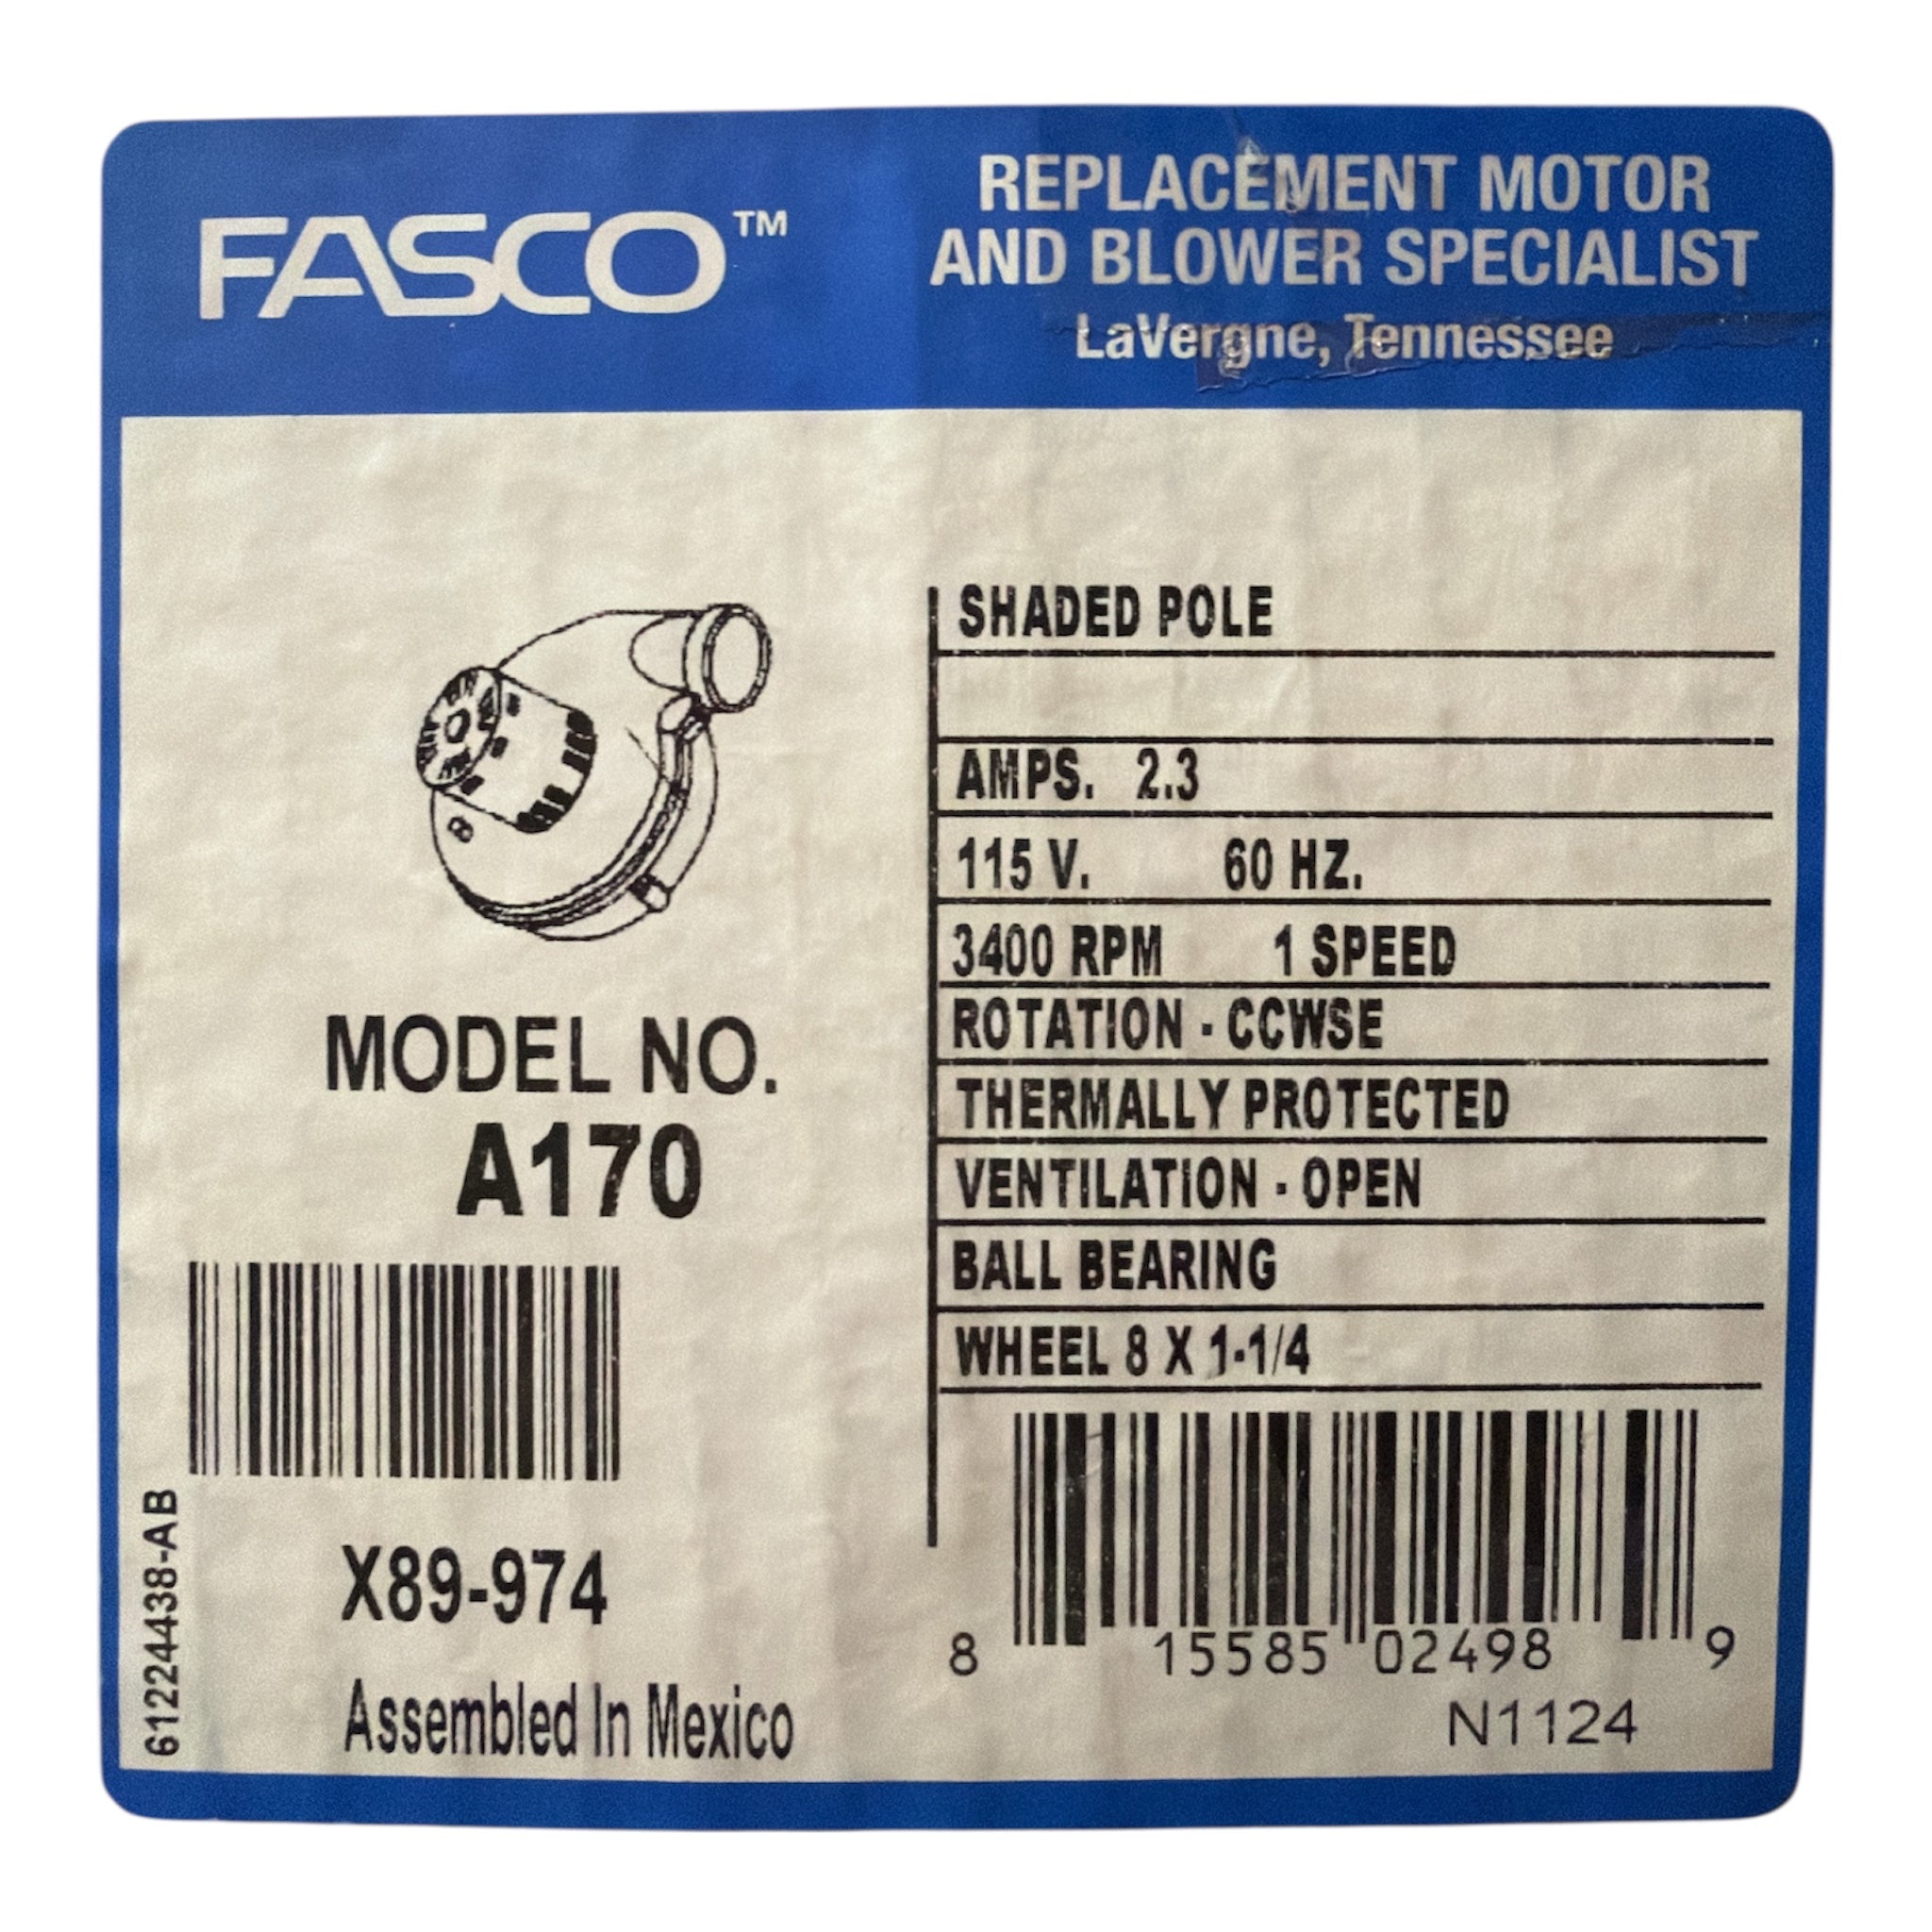 FASCO™
REPLACEMENT MOTOR
AND BLOWER SPECIALIST
LaVergne, Tennessee
MODEL NO.
A170
X89-974
Assembled In Mexico
61224438-AB
SHADED POLE
AMPS. 2.3
115 V. 60 HZ.
3400 RPM 1 SPEED
ROTATION - CCWSE
THERMALLY PROTECTED
VENTILATION - OPEN
BALL BEARING
WHEEL 8 X 1-1/4
8 15585 02498 9
N1124